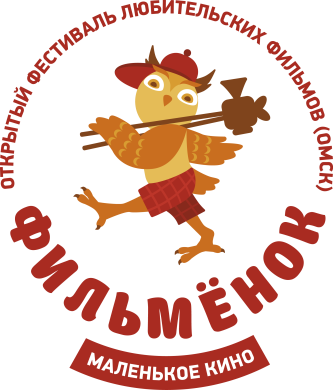 ОТКРЫТЫЙ ФЕСТИВАЛЬ ЛЮБИТЕЛЬСКИХ ФИЛЬМОВ (ОМСК)
ФИЛЬМЁНОК
МАЛЕНЬКОЕ КИНО